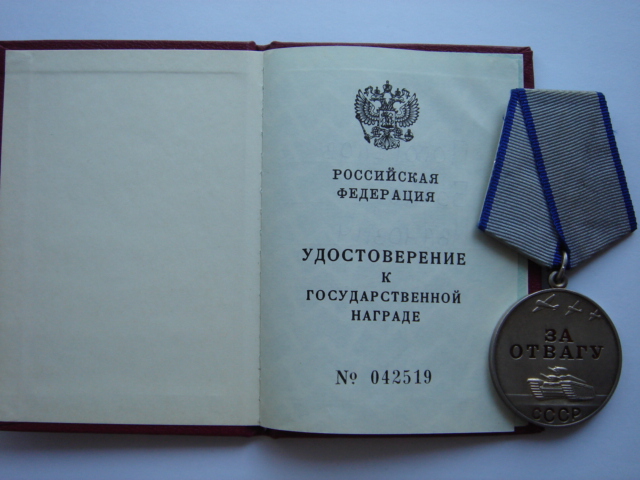 РОССИЙСКАЯ
ФЕДЕРАЦИЯ
УДОСТОВЕРЕНИЕ
К
ГОСУДАРСТВЕННОЙ
НАГРАДЕ
№ 042519
ЗА
ОТВАГУ
СССР